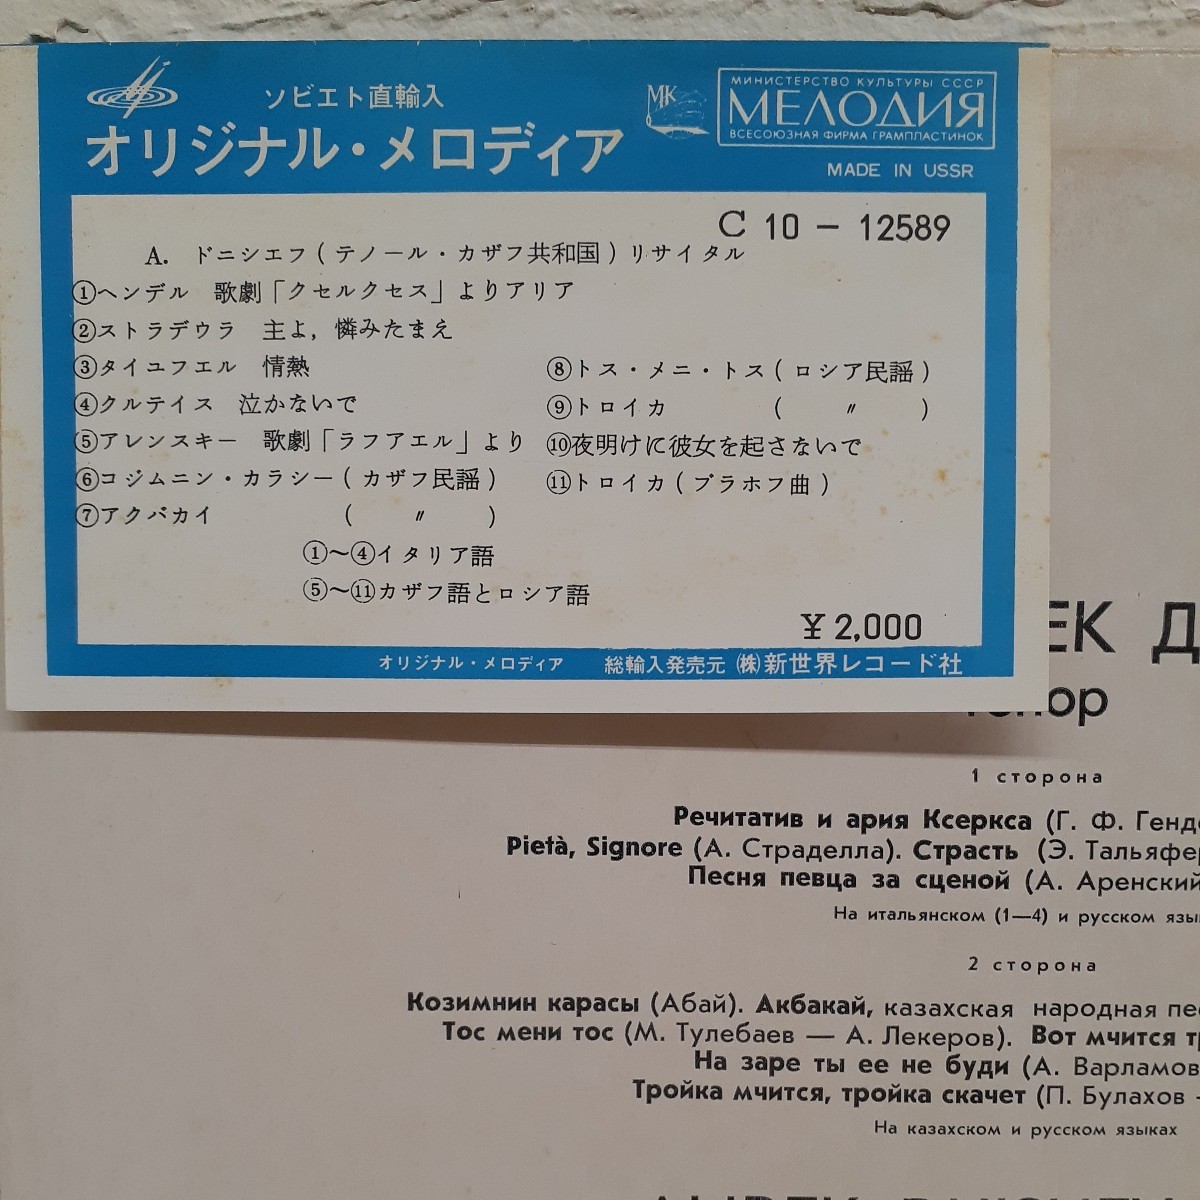 ソビエト直輸入
オリジナル・メロディア
МК
МИНИСТЕРСТВО КУЛЬТУРЫ СССР
МЕЛОДИЯ
ВСЕСОЮЗНАЯ ФИРМА ГРАМПЛАСТИНОК
MADE IN USSR
C 10 − 12589
A. ドニシエフ(テノール・カザフ共和国)リサイタル
①ヘンデル 歌劇「クセルクセス」よりアリア
②ストラデウラ 主よ,憐みたまえ
③タイユフエル 情熱
④クルテイス 泣かないで
⑤アレンスキー 歌劇「ラフアエル」より
⑥コジムニン・カラシー(カザフ民謡)
⑦アクバカイ ( 〃 )
⑧トス・メニ・トス(ロシア民謡)
⑨トロイカ ( 〃 )
⑩夜明けに彼女を起さないで
⑪トロイカ(ブラホフ曲)
①〜④イタリア語
⑤〜⑪カザフ語とロシア語
¥2,000
オリジナル・メロディア 総輸入発売元 ㈱新世界レコード社
ЕК Д
1 сторона
Речитатив и ария Ксеркса (Г. Ф. Генде
Pietà, Signore (А. Страделла). Страсть (Э. Тальяфер
Песня певца за сценой (А. Аренский
На итальянском (1—4) и русском язы
2 сторона
Козимнин карасы (Абай). Акбакай, казахская народная пе
Тос мени тос (М. Тулебаев — А. Лекеров). Вот мчится тр
На заре ты ее не буди (А. Варламов
Тройка мчится, тройка скачет (П. Булахов -
На казахском и русском языках